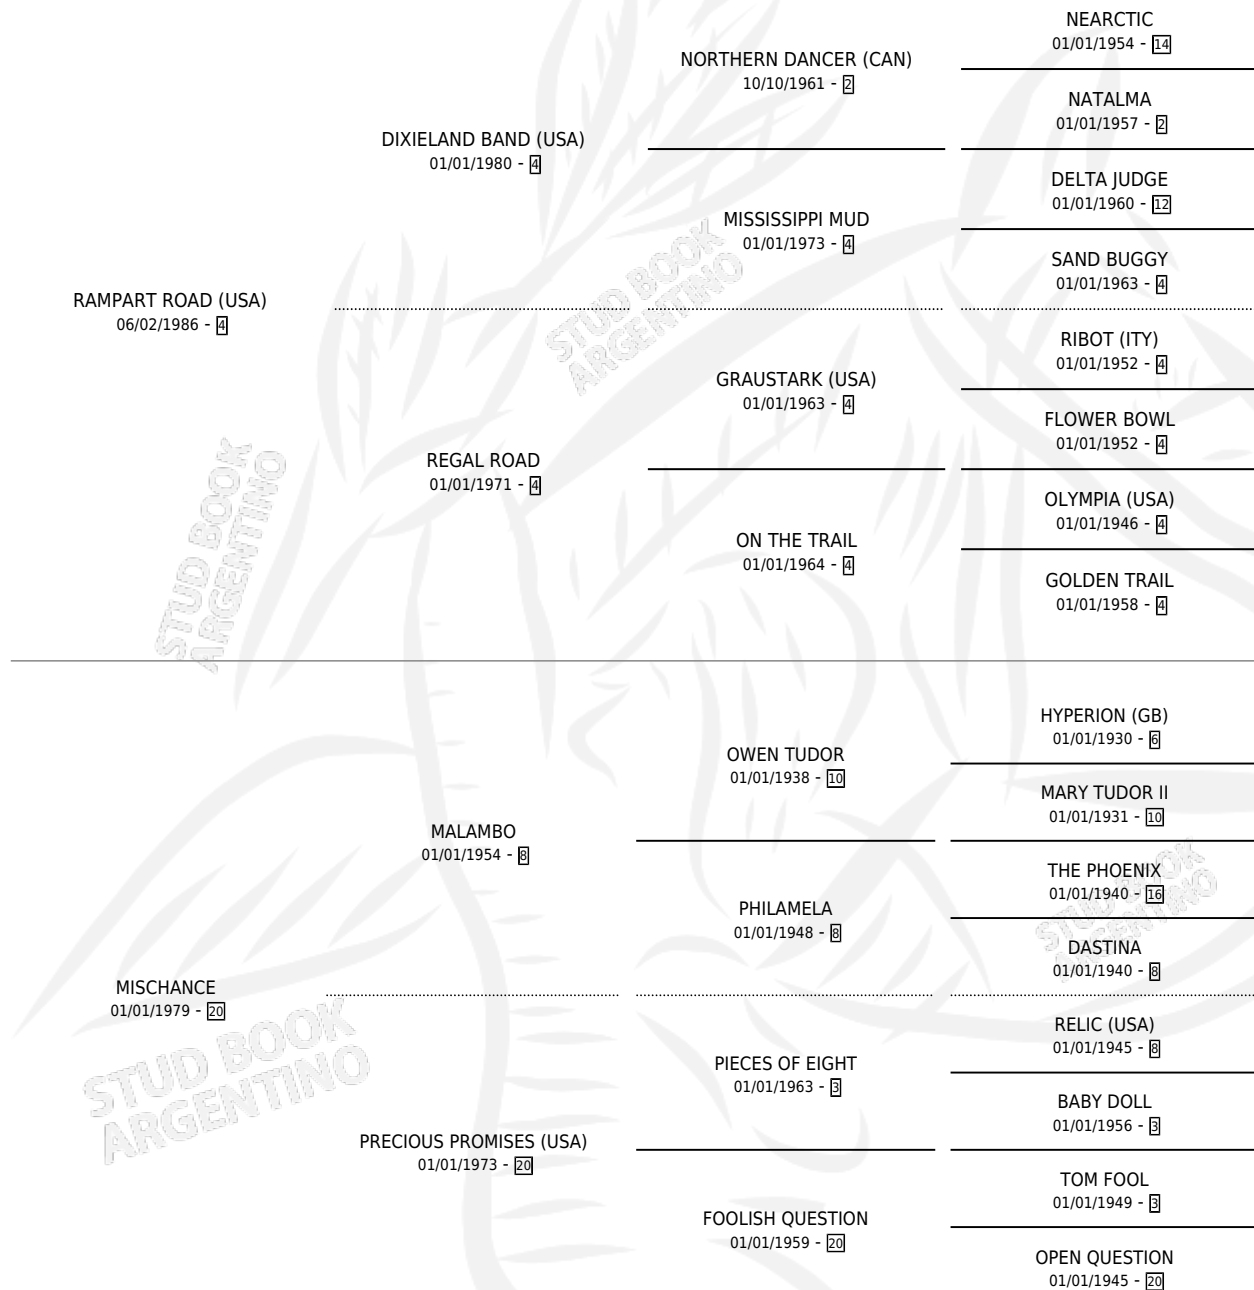 NEARCTIC
01/01/1954 - 14
NORTHERN DANCER (CAN)
10/10/1961 - 2
NATALMA
01/01/1957 - 2
DIXIELAND BAND (USA)
01/01/1980 - 4
DELTA JUDGE
01/01/1960 - 12
MISSISSIPPI MUD
01/01/1973 - 4
SAND BUGGY
01/01/1963 - 4
RAMPART ROAD (USA)
06/02/1986 - 4
RIBOT (ITY)
01/01/1952 - 4
GRAUSTARK (USA)
01/01/1963 - 4
FLOWER BOWL
01/01/1952 - 4
REGAL ROAD
01/01/1971 - 4
OLYMPIA (USA)
01/01/1946 - 4
ON THE TRAIL
01/01/1964 - 4
GOLDEN TRAIL
01/01/1958 - 4
HYPERION (GB)
01/01/1930 - 6
OWEN TUDOR
01/01/1938 - 10
MARY TUDOR II
01/01/1931 - 10
MALAMBO
01/01/1954 - 8
THE PHOENIX
01/01/1940 - 16
PHILAMELA
01/01/1948 - 8
DASTINA
01/01/1940 - 8
MISCHANCE
01/01/1979 - 20
RELIC (USA)
01/01/1945 - 8
PIECES OF EIGHT
01/01/1963 - 3
BABY DOLL
01/01/1956 - 3
PRECIOUS PROMISES (USA)
01/01/1973 - 20
TOM FOOL
01/01/1949 - 3
FOOLISH QUESTION
01/01/1959 - 20
OPEN QUESTION
01/01/1945 - 20
STUD BOOK
ARGENTINO
STUD BOOK
ARGENTINO
STUD BOOK
ARGENTINO
STUD BOOK
ARGENTINO